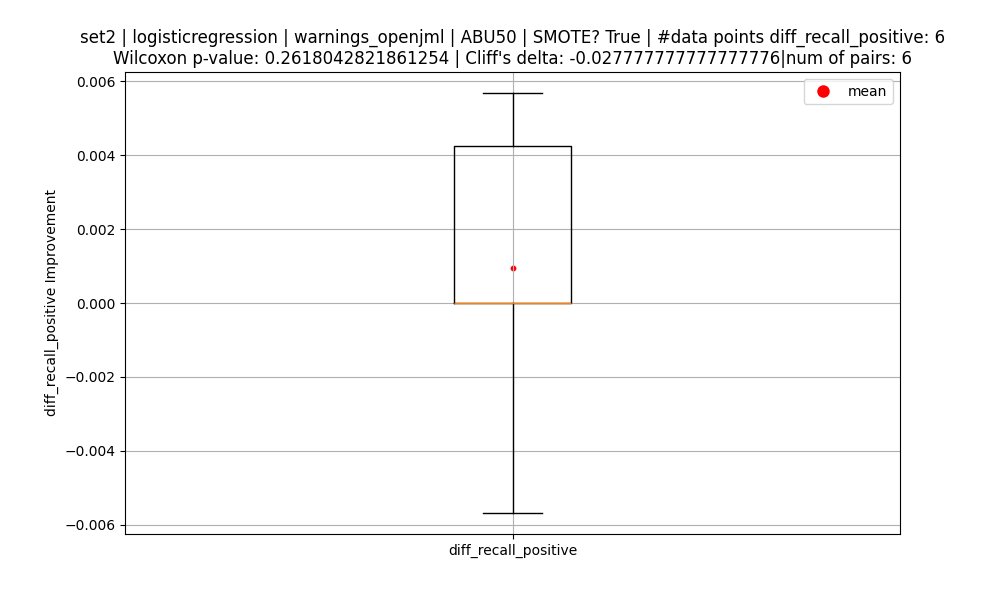 set2 | logisticregression | warnings_openjml | ABU50 | SMOTE? True | #data points diff_recall_positive: 6
Wilcoxon p-value: 0.2618042821861254 | Cliff's delta: -0.027777777777777776|num of pairs: 6
mean
0.006
0.004
0.002
0.000
−0.002
−0.004
−0.006
diff_recall_positive Improvement
diff_recall_positive